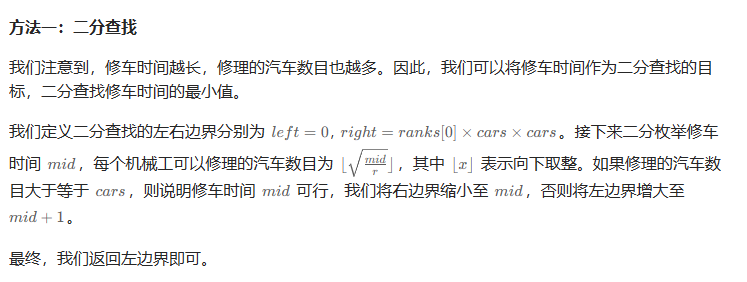 方法一：二分查找
我们注意到，修车时间越长，修理的汽车数目也越多。因此，我们可以将修车时间作为二分查找的目
标，二分查找修车时间的最小值。
我们定义二分查找的左右边界分别为 left = 0，right = ranks[0] × cars × cars。接下来二分枚举修车
时间 mid，每个机械工可以修理的汽车数目为 ⌊√(mid/r)⌋，其中 ⌊x⌋ 表示向下取整。如果修理的汽车数
目大于等于 cars，则说明修车时间 mid 可行，我们将右边界缩小至 mid，否则将左边界增大至
mid + 1。
最终，我们返回左边界即可。